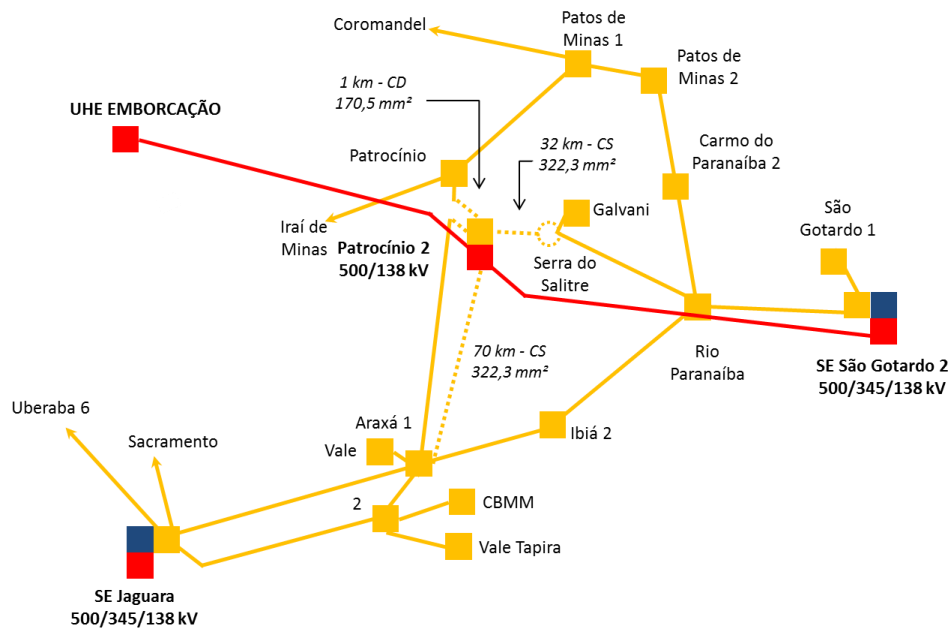 Coromandel
Patos de
Minas 1
Patos de
Minas 2
1 km - CD
170,5 mm²
UHE EMBORCAÇÃO
32 km - CS
322,3 mm²
Carmo do
Paranaíba 2
Patrocínio
Galvani
São
Gotardo 1
Iraí de
Minas
Patrocínio 2
500/138 kV
Serra do
Salitre
70 km - CS
322,3 mm²
Rio
Paranaíba
SE São Gotardo 2
500/345/138 kV
Uberaba 6
Sacramento
Araxá 1
Vale
Ibiá 2
2
CBMM
Vale Tapira
SE Jaguara
500/345/138 kV